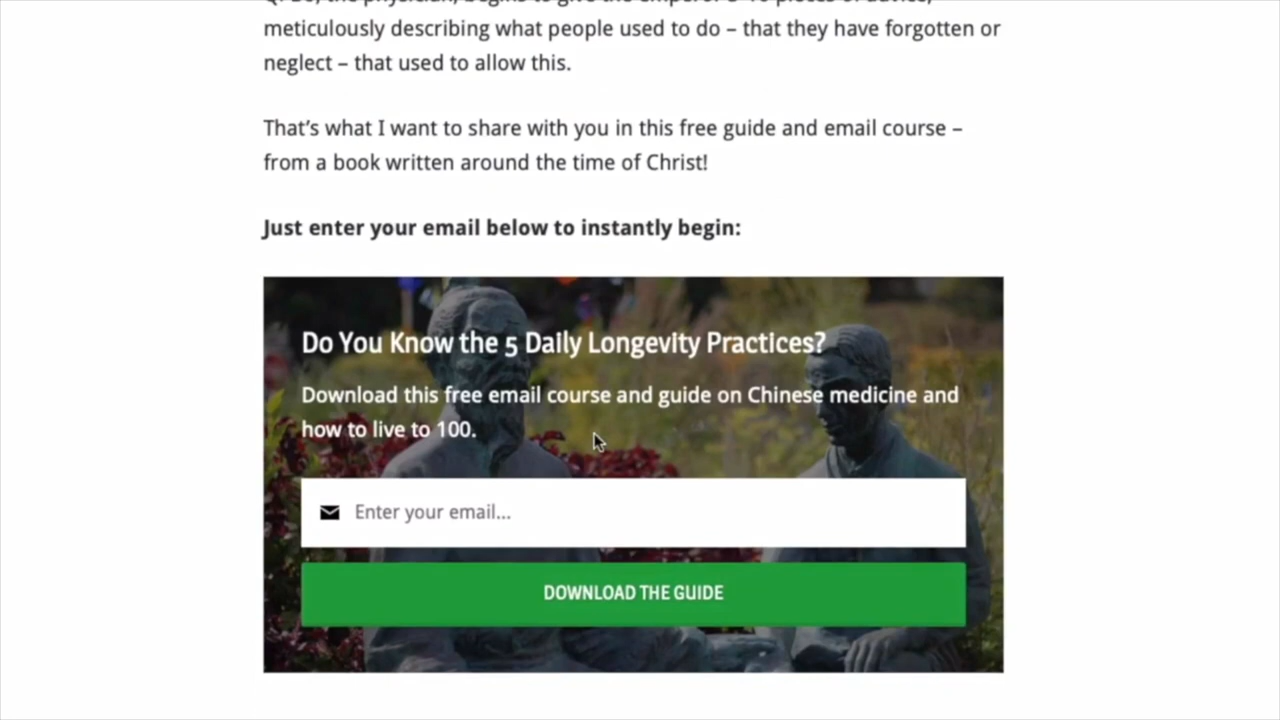 meticulously describing what people used to do – that they have forgotten or
neglect – that used to allow this.
That’s what I want to share with you in this free guide and email course –
from a book written around the time of Christ!
Just enter your email below to instantly begin:
Do You Know the 5 Daily Longevity Practices?
Download this free email course and guide on Chinese medicine and
how to live to 100.
Enter your email...
DOWNLOAD THE GUIDE